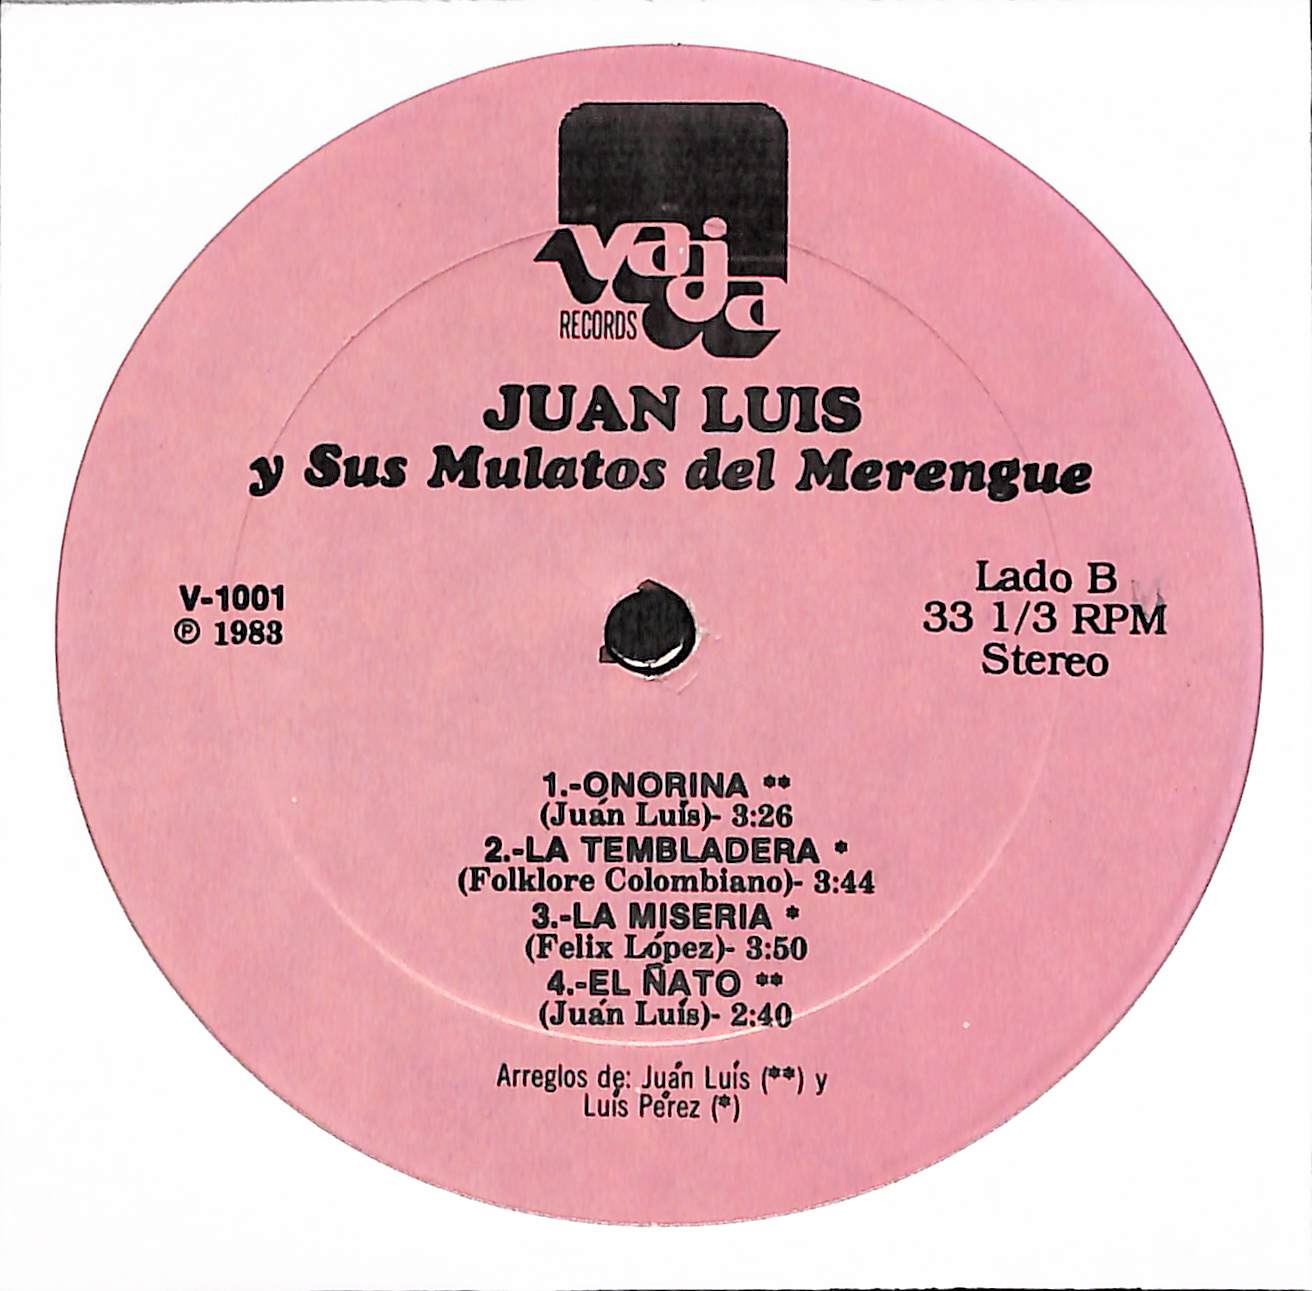 vaja
RECORDS
JUAN LUIS
y Sus Mulatos del Merengue
V-1001
℗ 1983
Lado B
33 1/3 RPM
Stereo
1.-ONORINA **
(Juán Luís)- 3:26
2.-LA TEMBLADERA *
(Folklore Colombiano)- 3:44
3.-LA MISERIA *
(Felix López)- 3:50
4.-EL ÑATO **
(Juán Luís)- 2:40
Arreglos de: Juán Luís (**) y
Luís Pérez (*)